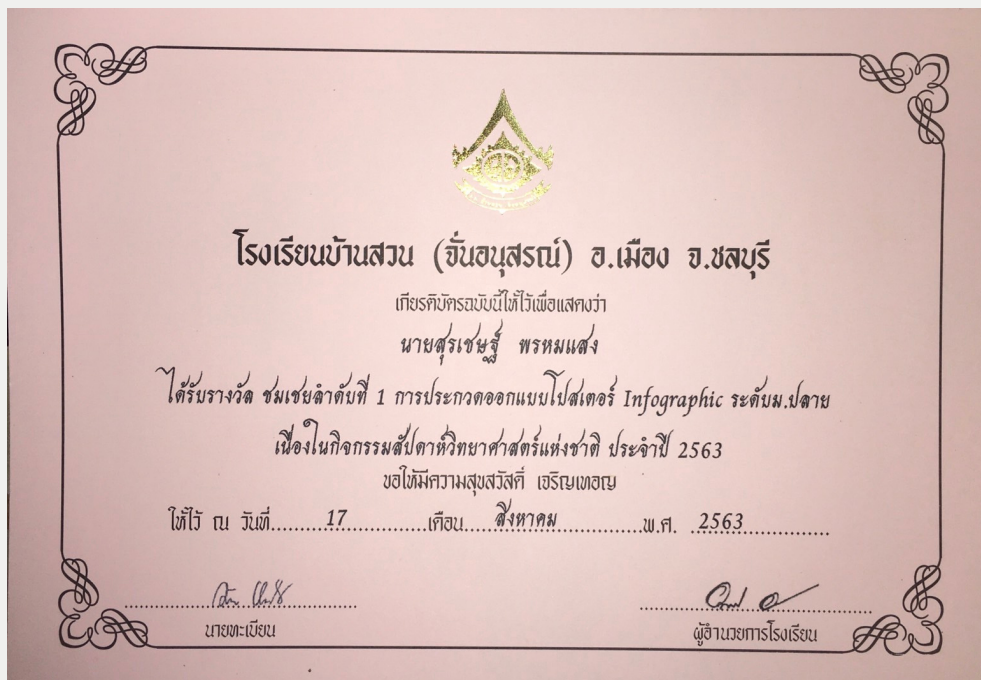 โรงเรียนบ้านสวน (จั่นอนุสรณ์) อ.เมือง จ.ชลบุรี
เกียรติบัตรฉบับนี้ให้ไว้เพื่อแสดงว่า
นายสุรเชษฐ์ พรหมแสง
ได้รับรางวัล ชมเชยลำดับที่ 1 การประกวดออกแบบโปสเตอร์ Infographic ระดับม.ปลาย
เนื่องในกิจกรรมสัปดาห์วิทยาศาสตร์แห่งชาติ ประจำปี 2563
ขอให้มีความสุขสวัสดิ์ เจริญเทอญ
ให้ไว้ ณ วันที่........17..............เดือน......สิงหาคม...............พ.ศ. ..2563...............
นายทะเบียน
ผู้อำนวยการโรงเรียน